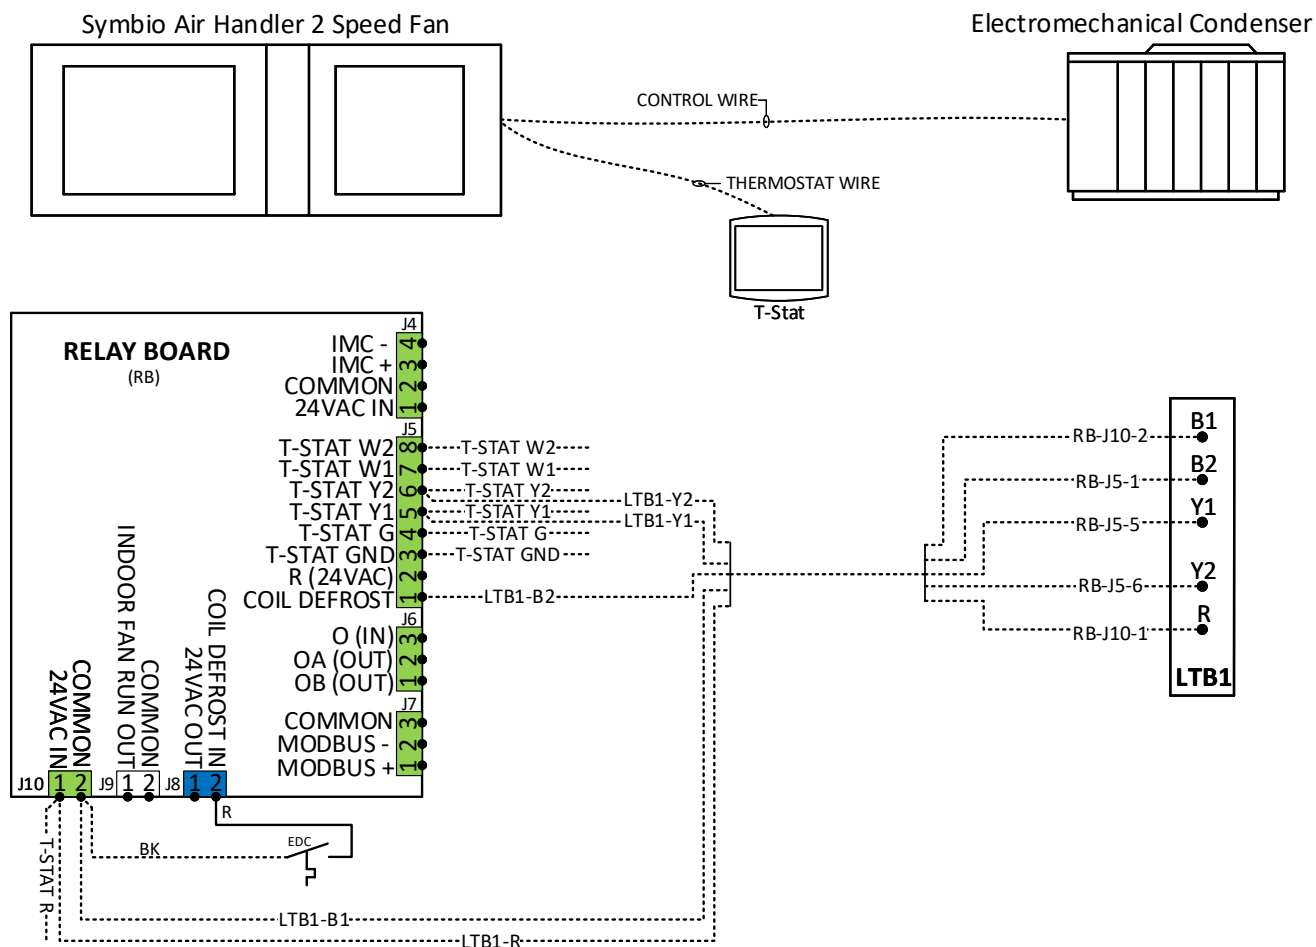 Symbio Air Handler 2 Speed Fan
Electromechanical Condenser
CONTROL WIRE
THERMOSTAT WIRE
T-Stat
RELAY BOARD
(RB)
J4
IMC - 4
IMC + 3
COMMON 2
24VAC IN 1
J5
T-STAT W2 8 T-STAT W2
T-STAT W1 7 T-STAT W1
T-STAT Y2 6 T-STAT Y2
LTB1-Y2
T-STAT Y1 5 T-STAT Y1
LTB1-Y1
T-STAT G 4 T-STAT G
T-STAT GND 3 T-STAT GND
R (24VAC) 2
COIL DEFROST 1 LTB1-B2
J6
O (IN) 3
OA (OUT) 2
OB (OUT) 1
J7
COMMON 3
MODBUS - 2
MODBUS + 1
24VAC IN
COMMON
INDOOR FAN RUN OUT
COMMON
24VAC OUT
COIL DEFROST IN
J10 1 2 J9 1 2 J8 1 2
R
EDC
BK
T-STAT R
LTB1-B1
LTB1-R
RB-J10-2 B1
RB-J5-1 B2
RB-J5-5 Y1
RB-J5-6 Y2
RB-J10-1 R
LTB1